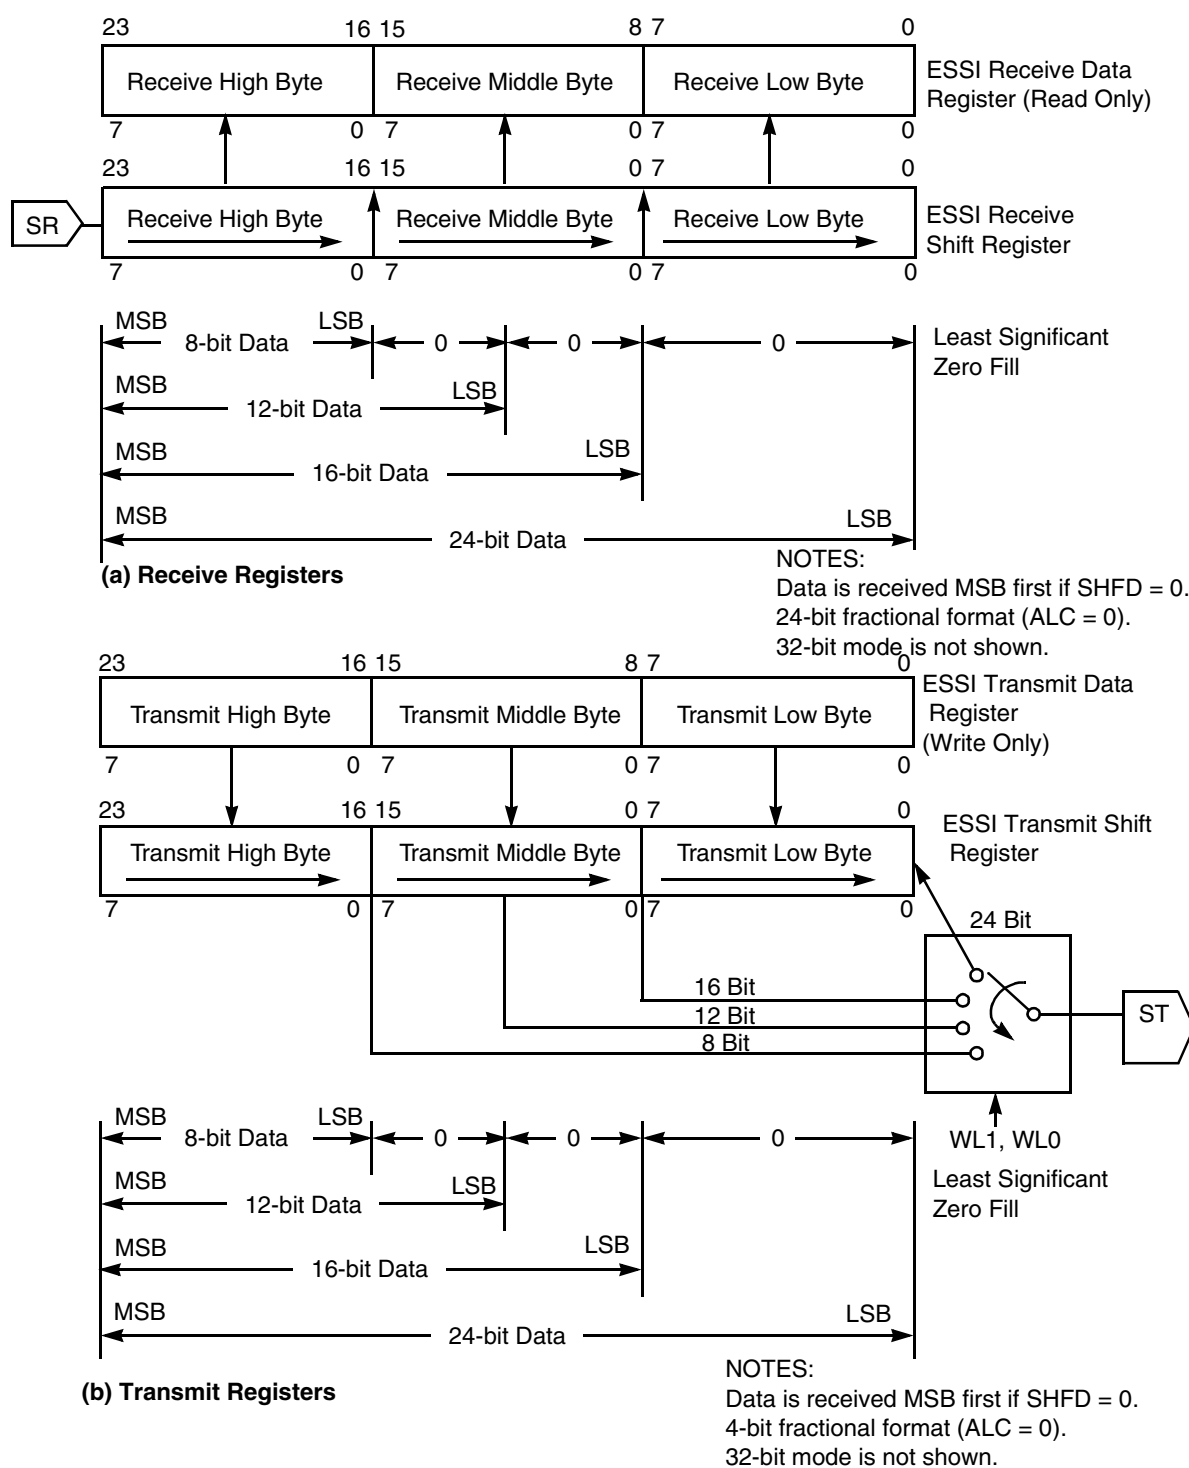 23 16 15 8 7 0
Receive High Byte Receive Middle Byte Receive Low Byte
ESSI Receive Data
Register (Read Only)
7 0 7 0 7 0
23 16 15 0 7 0
SR
Receive High Byte Receive Middle Byte Receive Low Byte
ESSI Receive
Shift Register
7 0 7 0 7 0
MSB LSB
8-bit Data 0 0 0
Least Significant
Zero Fill
MSB LSB
12-bit Data
MSB LSB
16-bit Data
MSB LSB
24-bit Data
(a) Receive Registers
NOTES:
Data is received MSB first if SHFD = 0.
24-bit fractional format (ALC = 0).
32-bit mode is not shown.
23 16 15 8 7 0
Transmit High Byte Transmit Middle Byte Transmit Low Byte
ESSI Transmit Data
Register
(Write Only)
7 0 7 0 7 0
23 16 15 0 7 0
Transmit High Byte Transmit Middle Byte Transmit Low Byte
ESSI Transmit Shift
Register
7 0 7 0 7 0
24 Bit
16 Bit
12 Bit
8 Bit
ST
WL1, WL0
MSB LSB
8-bit Data 0 0 0
Least Significant
Zero Fill
MSB LSB
12-bit Data
MSB LSB
16-bit Data
MSB LSB
24-bit Data
(b) Transmit Registers
NOTES:
Data is received MSB first if SHFD = 0.
4-bit fractional format (ALC = 0).
32-bit mode is not shown.